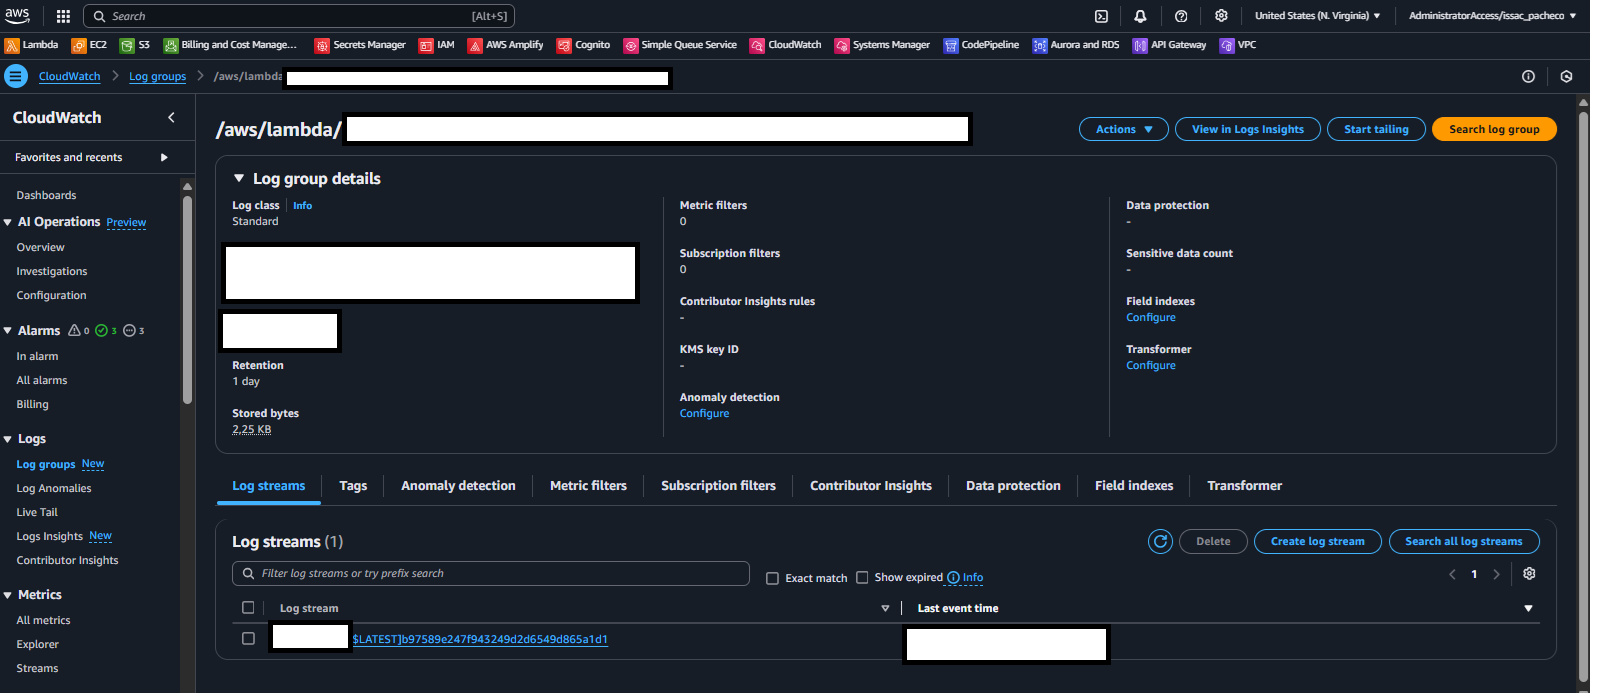 aws Search [Alt+S] United States (N. Virginia) AdministratorAccess/issac_pacheco
Lambda EC2 S3 Billing and Cost Manage... Secrets Manager IAM AWS Amplify Cognito Simple Queue Service CloudWatch Systems Manager CodePipeline Aurora and RDS API Gateway VPC
CloudWatch Log groups /aws/lambda
CloudWatch
Favorites and recents
Dashboards
AI Operations Preview
Overview
Investigations
Configuration
Alarms 0 3 3
In alarm
All alarms
Billing
Logs
Log groups New
Log Anomalies
Live Tail
Logs Insights New
Contributor Insights
Metrics
All metrics
Explorer
Streams
/aws/lambda/
Actions View in Logs Insights Start tailing Search log group
Log group details
Log class Info
Standard
Retention
1 day
Stored bytes
2,25 KB
Metric filters
0
Subscription filters
0
Contributor Insights rules
-
KMS key ID
-
Anomaly detection
Configure
Data protection
-
Sensitive data count
-
Field indexes
Configure
Transformer
Configure
Log streams Tags Anomaly detection Metric filters Subscription filters Contributor Insights Data protection Field indexes Transformer
Log streams (1)
Delete Create log stream Search all log streams
Filter log streams or try prefix search Exact match Show expired Info 1
Log stream Last event time
$LATEST]b97589e247f943249d2d6549d865a1d1